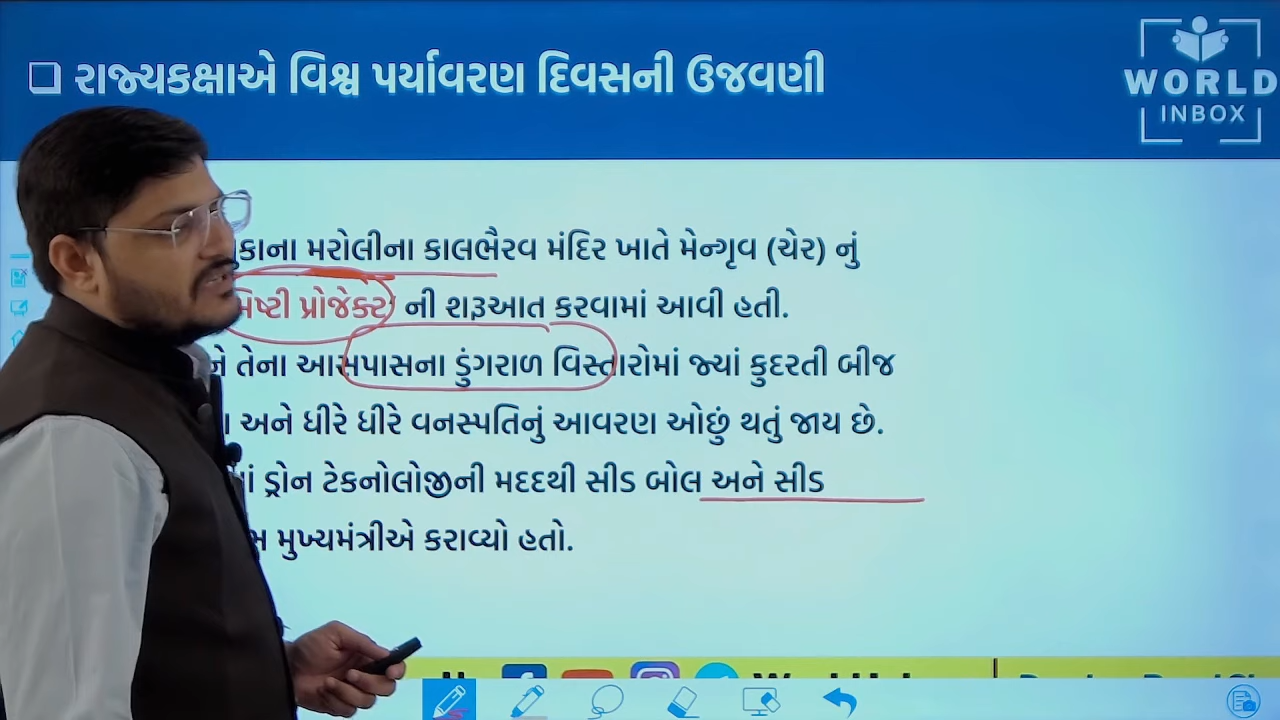 રાજ્યકક્ષાએ વિશ્વ પર્યાવરણ દિવસની ઉજવણી
WORLD
INBOX
મરોલીના કાલભૈરવ મંદિર ખાતે મેન્ગૃવ (ચેર) નું
પ્રોજેક્ટ' ની શરૂઆત કરવામાં આવી હતી.
તેના આસપાસના ડુંગરાળ વિસ્તારોમાં જ્યાં કુદરતી બીજ
અને ધીરે ધીરે વનસ્પતિનું આવરણ ઓછું થતું જાય છે.
ડ્રોન ટેકનોલોજીની મદદથી સીડ બોલ અને સીડ
મુખ્યમંત્રીએ કરાવ્યો હતો.